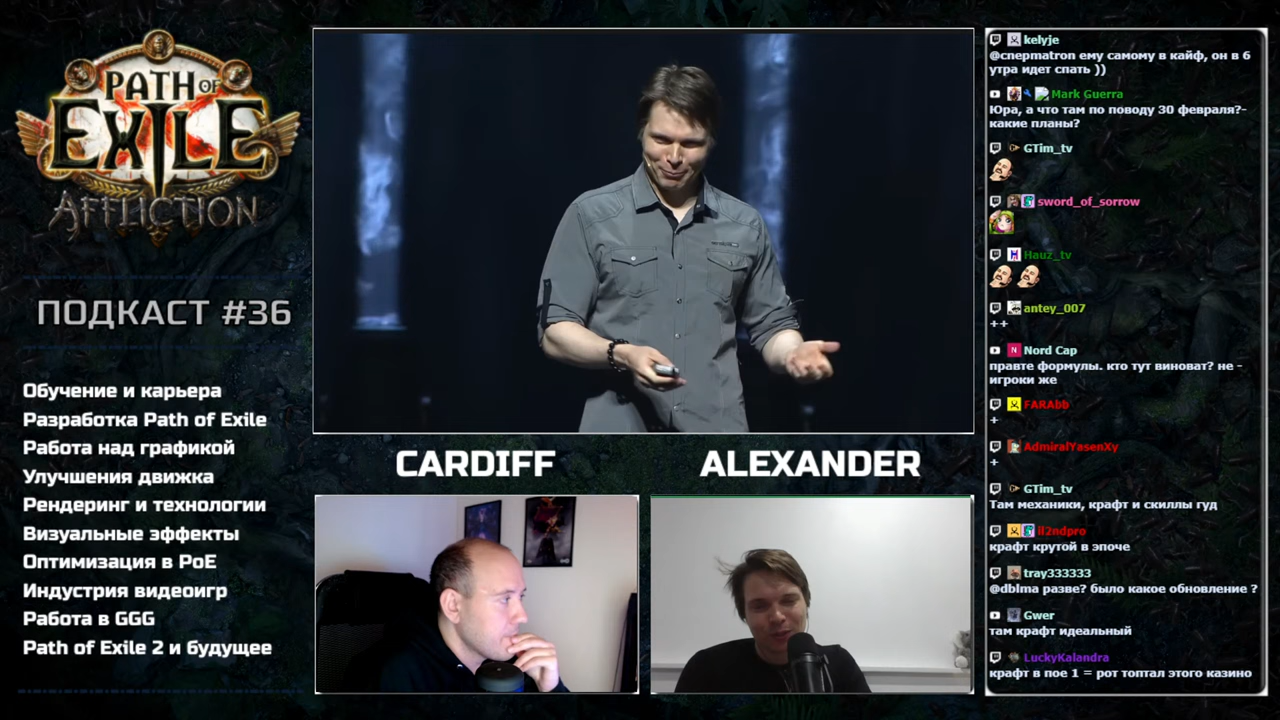 PATH OF
EXILE
AFFLICTION
ПОДКАСТ #36
Обучение и карьера
Разработка Path of Exile
Работа над графикой
Улучшения движка
Рендеринг и технологии
Визуальные эффекты
Оптимизация в PoE
Индустрия видеоигр
Работа в GGG
Path of Exile 2 и будущее
CARDIFF
ALEXANDER
kelyje
@cnepmatron ему самому в кайф, он в 6
утра идет спать ))
Mark Guerra
Юра, а что там по поводу 30 февраля?-
какие планы?
GTim_tv
sword_of_sorrow
Hauz_tv
antey_007
++
Nord Cap
правте формулы. кто тут виноват? не -
игроки же
FARAbb
+
AdmiralYasenXy
+
GTim_tv
Там механики, крафт и скиллы гуд
il2ndpro
крафт крутой в эпоче
tray333333
@dblma разве? было какое обновление ?
Gwer
там крафт идеальный
LuckyKalandra
крафт в пое 1 = рот топтал этого казино